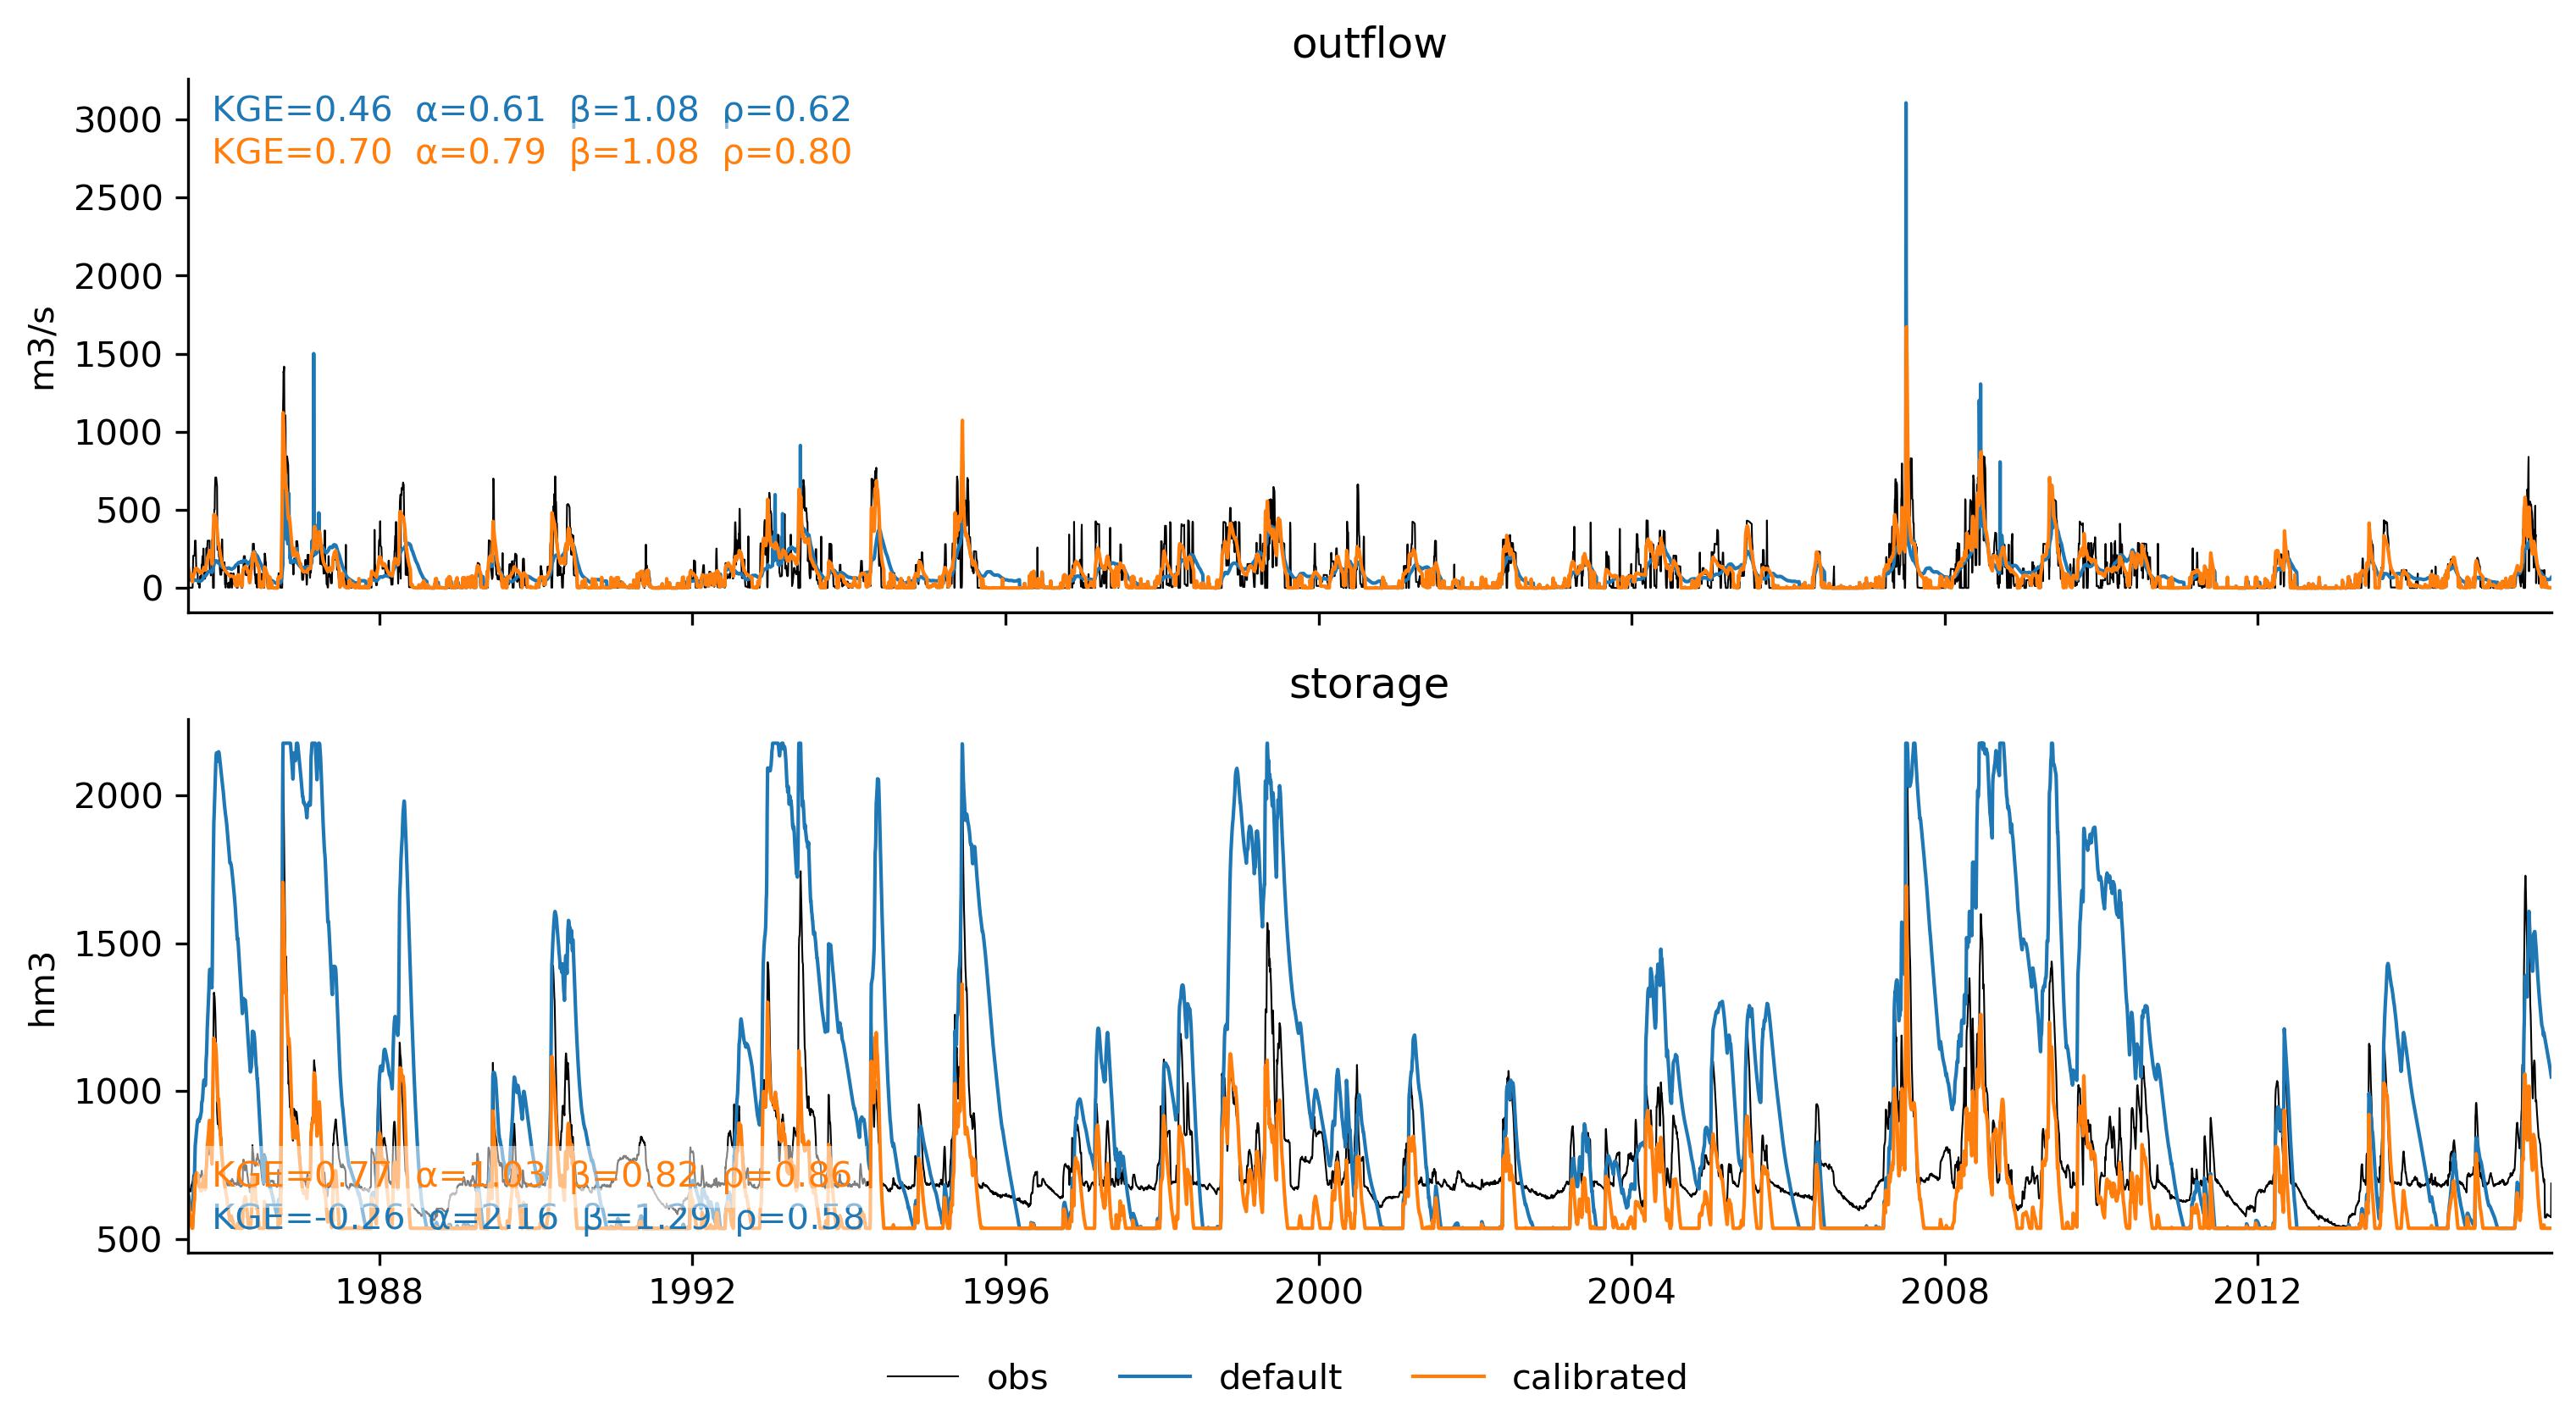 outflow
KGE=0.46 α=0.61 β=1.08 ρ=0.62
KGE=0.70 α=0.79 β=1.08 ρ=0.80
3000
2500
2000
1500
1000
500
0
m3/s
storage
2000
1500
1000
500
hm3
KGE=0.77 α=1.03 β=0.82 ρ=0.86
KGE=-0.26 α=2.16 β=1.29 ρ=0.58
1988 1992 1996 2000 2004 2008 2012
obs default calibrated